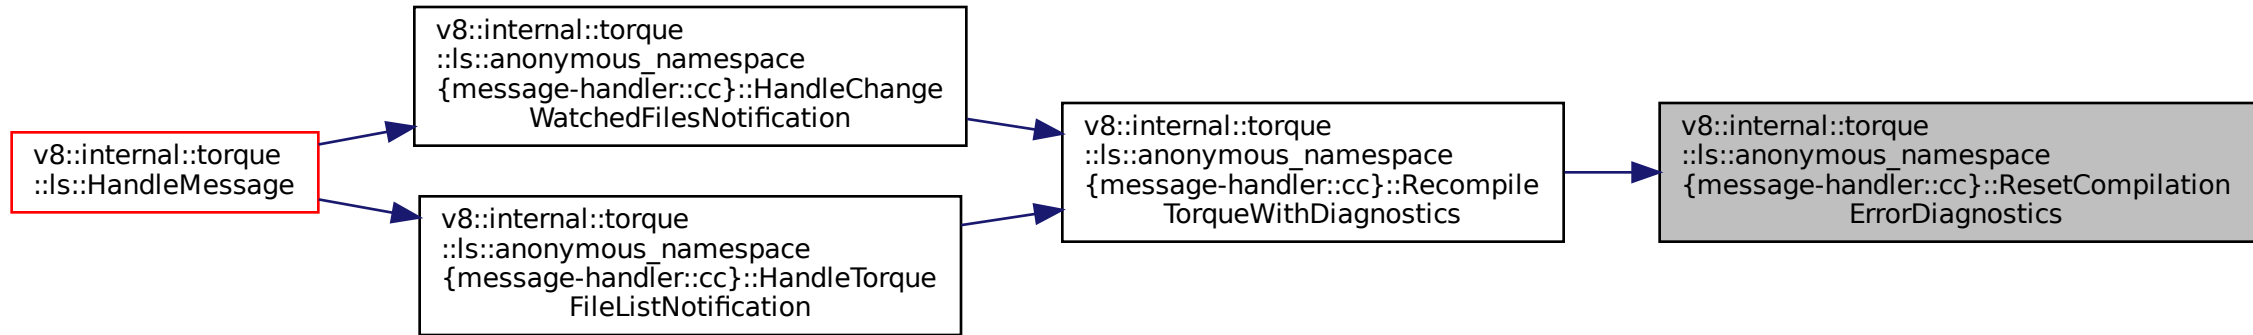 v8::internal::torque
::ls::HandleMessage
v8::internal::torque
::ls::anonymous_namespace
{message-handler::cc}::HandleChange
WatchedFilesNotification
v8::internal::torque
::ls::anonymous_namespace
{message-handler::cc}::HandleTorque
FileListNotification
v8::internal::torque
::ls::anonymous_namespace
{message-handler::cc}::Recompile
TorqueWithDiagnostics
v8::internal::torque
::ls::anonymous_namespace
{message-handler::cc}::ResetCompilation
ErrorDiagnostics